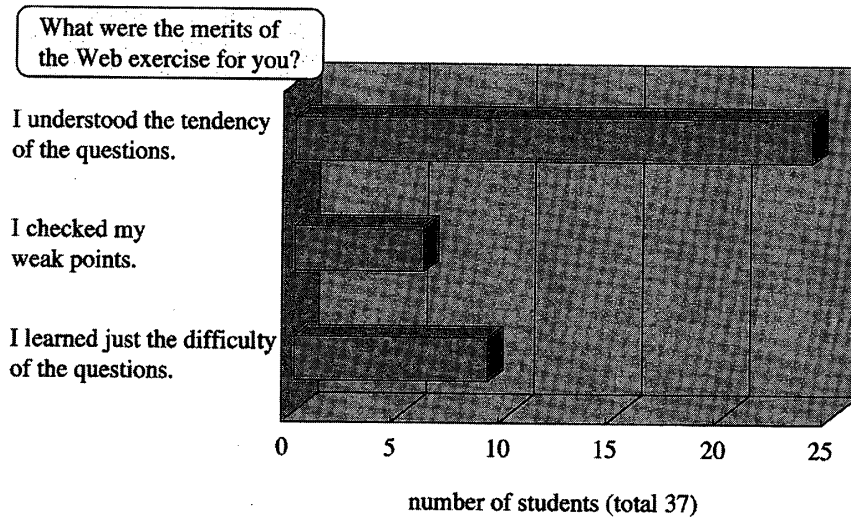 What were the merits of
the Web exercise for you?
I understood the tendency
of the questions.
I checked my
weak points.
I learned just the difficulty
of the questions.
0 5 10 15 20 25
number of students (total 37)